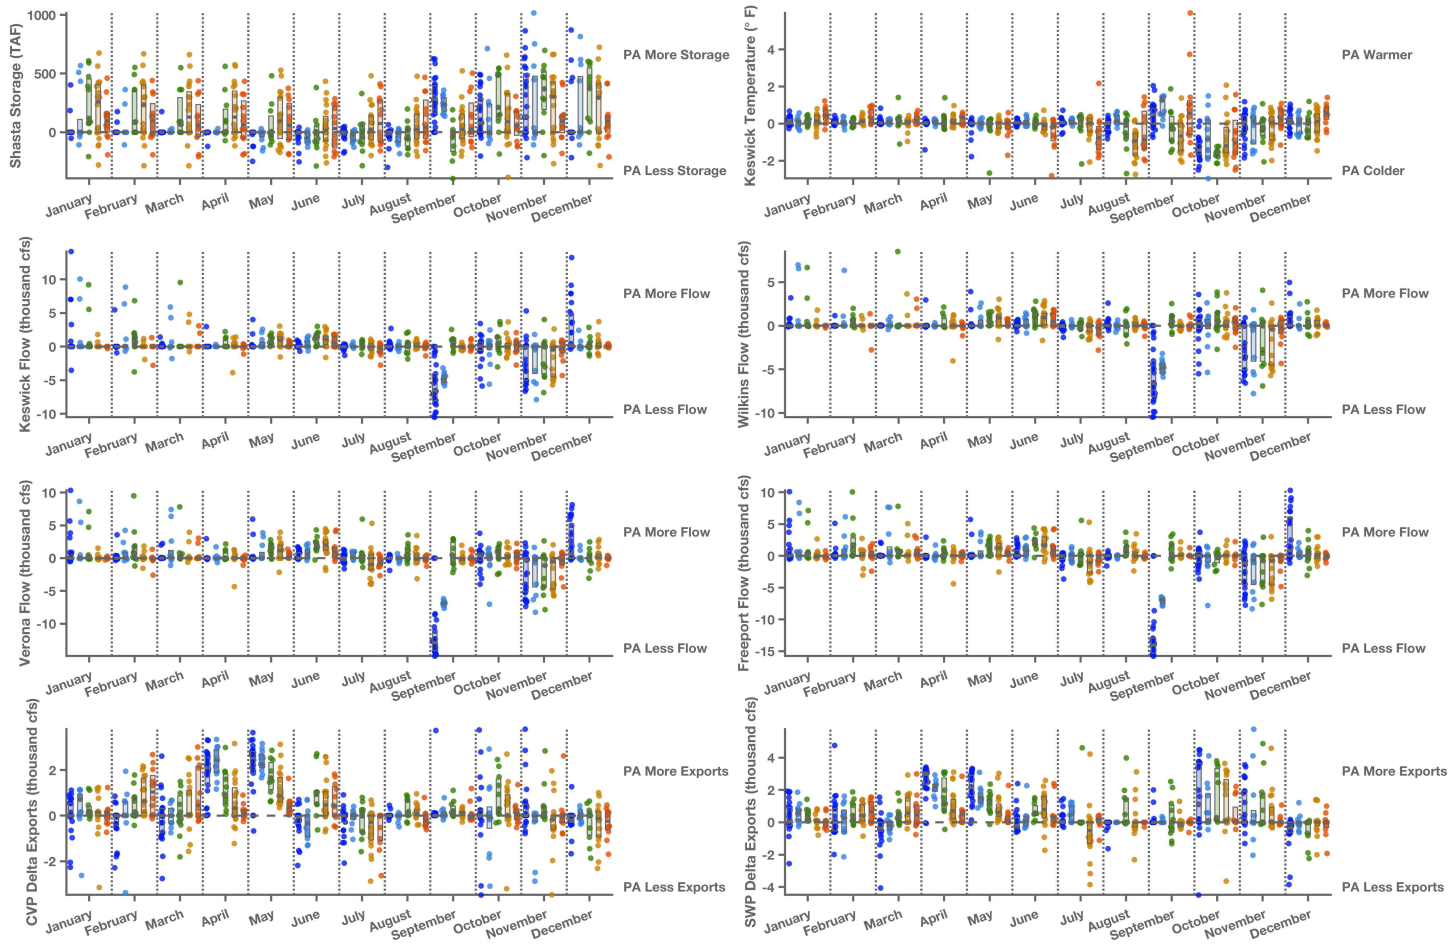 Shasta Storage (TAF)
1000
500
0
PA More Storage
PA Less Storage
January February March April May June July August September October November December
Keswick Temperature (° F)
4
2
0
-2
PA Warmer
PA Colder
January February March April May June July August September October November December
Keswick Flow (thousand cfs)
10
5
0
-5
-10
PA More Flow
PA Less Flow
January February March April May June July August September October November December
Wilkins Flow (thousand cfs)
5
0
-5
-10
PA More Flow
PA Less Flow
January February March April May June July August September October November December
Verona Flow (thousand cfs)
10
5
0
-5
-10
PA More Flow
PA Less Flow
January February March April May June July August September October November December
Freeport Flow (thousand cfs)
10
5
0
-5
-10
-15
PA More Flow
PA Less Flow
January February March April May June July August September October November December
CVP Delta Exports (thousand cfs)
2
0
-2
PA More Exports
PA Less Exports
January February March April May June July August September October November December
SWP Delta Exports (thousand cfs)
4
2
0
-2
-4
PA More Exports
PA Less Exports
January February March April May June July August September October November December